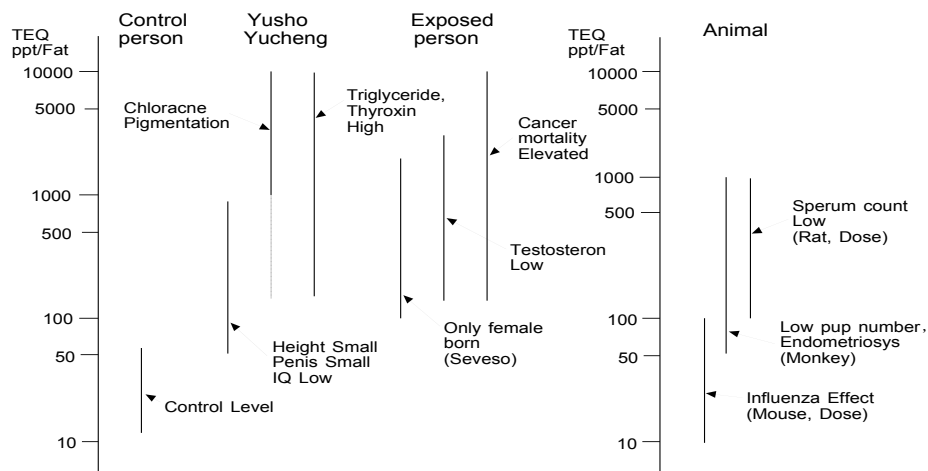 TEQ
ppt/Fat
Control
person
Yusho
Yucheng
Exposed
person
10000
5000
1000
500
100
50
10
Chloracne
Pigmentation
Triglyceride,
Thyroxin
High
Cancer
mortality
Elevated
Testosteron
Low
Only female
born
(Seveso)
Height Small
Penis Small
IQ Low
Control Level
TEQ
ppt/Fat
Animal
10000
5000
1000
500
100
50
10
Sperum count
Low
(Rat, Dose)
Low pup number,
Endometriosys
(Monkey)
Influenza Effect
(Mouse, Dose)